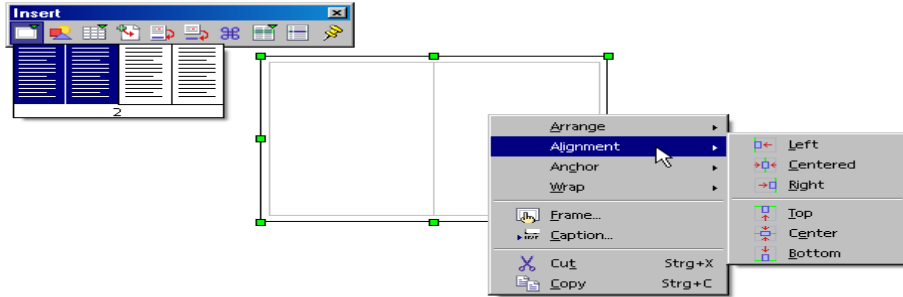 Insert
2
Arrange
Alignment
Anchor
Wrap
Frame...
Caption...
Cut Strg+X
Copy Strg+C
Left
Centered
Right
Top
Center
Bottom